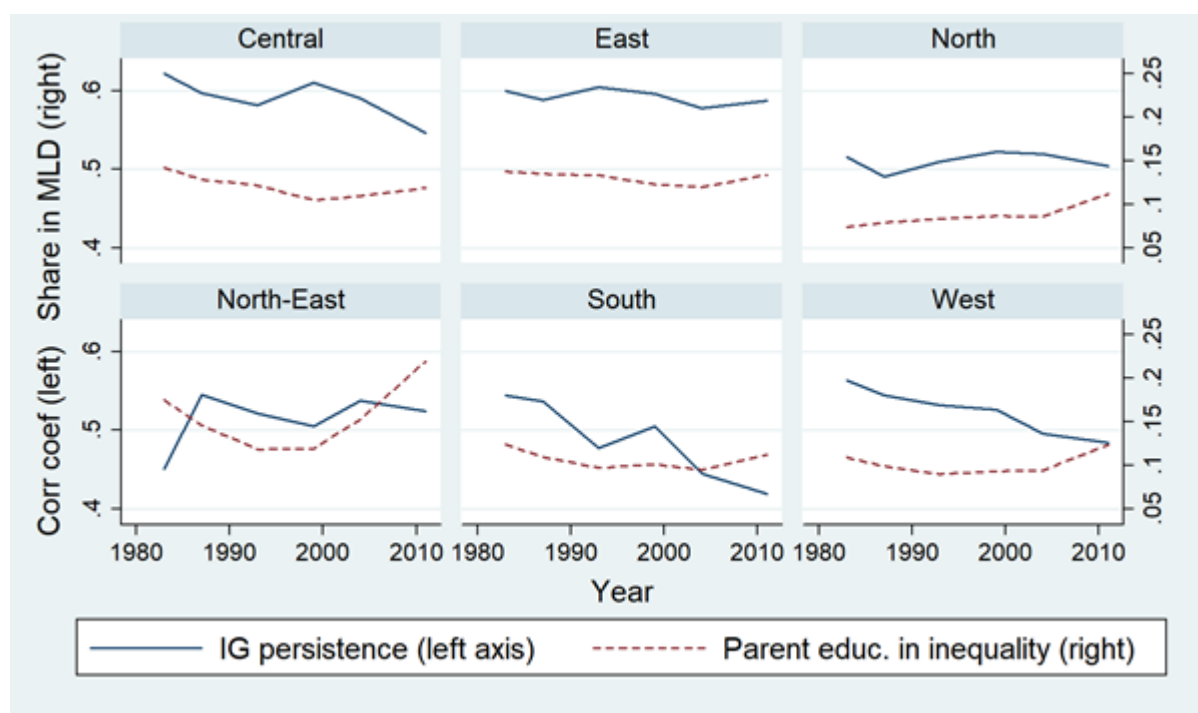 Central
East
North
Share in MLD (right)
.6
.5
.4
.25
.2
.15
.1
.05
North-East
South
West
Corr coef (left)
.6
.5
.4
.25
.2
.15
.1
.05
1980 1990 2000 2010
1980 1990 2000 2010
1980 1990 2000 2010
Year
IG persistence (left axis)
Parent educ. in inequality (right)